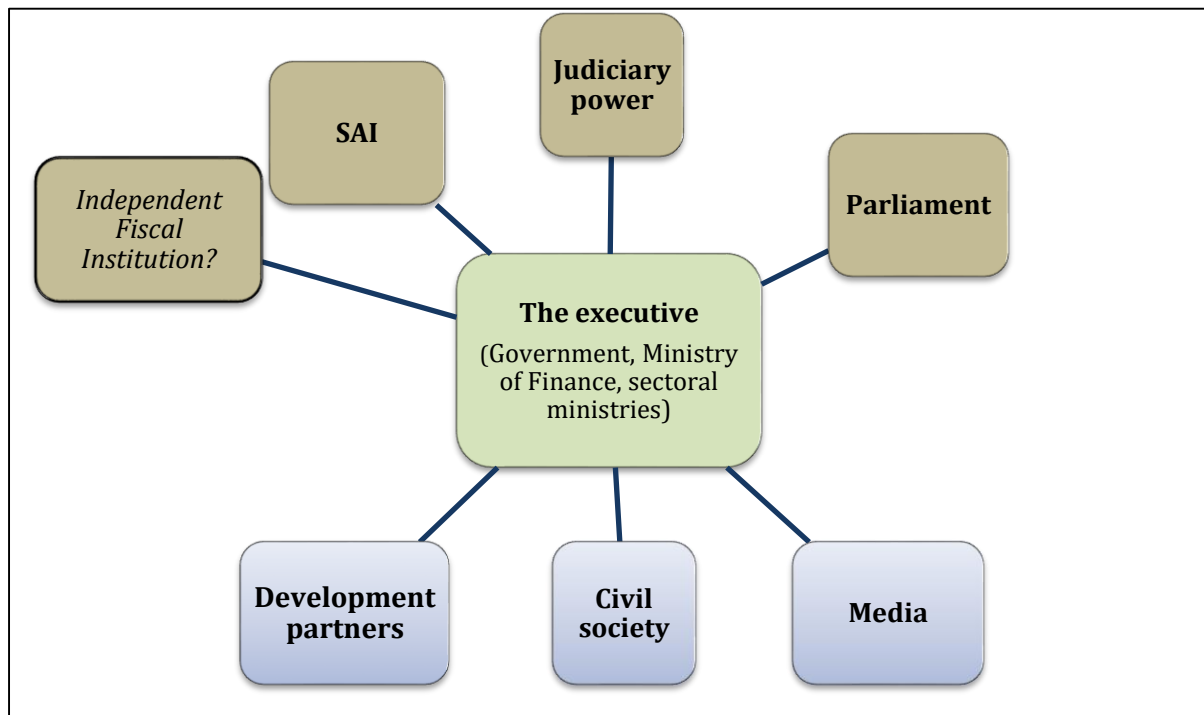 Judiciary
power
SAI
Independent
Fiscal
Institution?
Parliament
The executive
(Government, Ministry
of Finance, sectoral
ministries)
Development
partners
Civil
society
Media